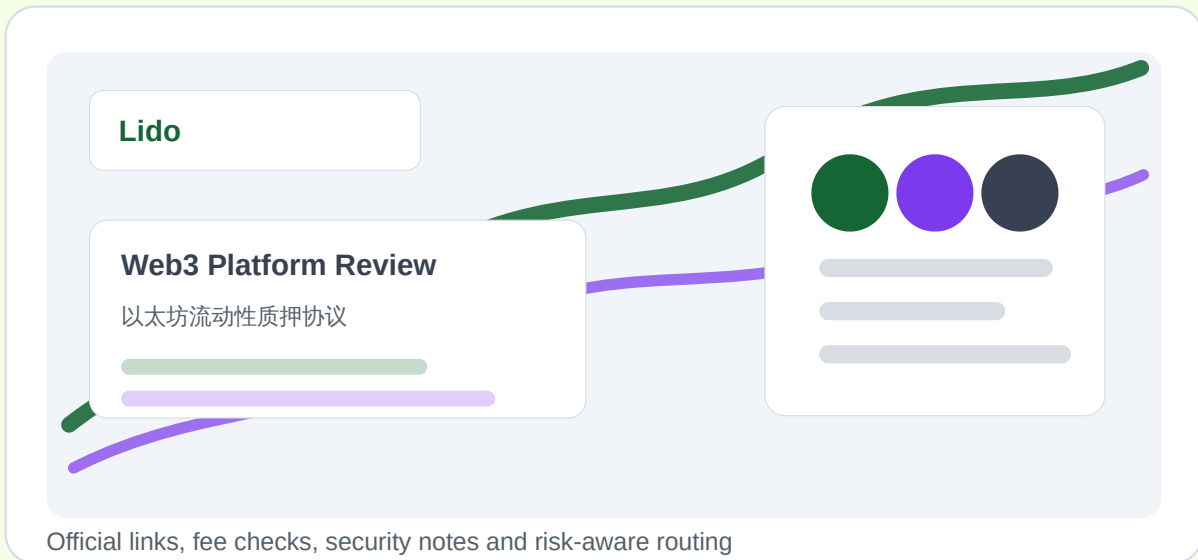 Lido
Web3 Platform Review
以太坊流动性质押协议
Official links, fee checks, security notes and risk-aware routing